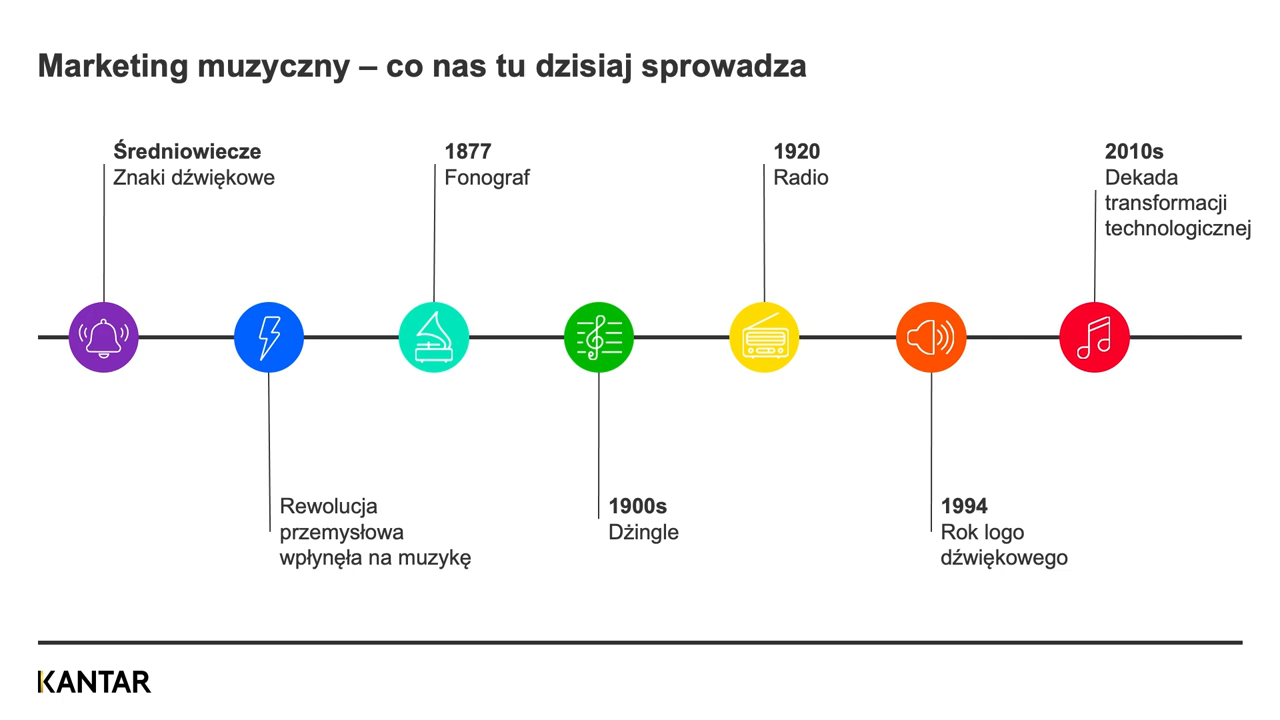 Marketing muzyczny – co nas tu dzisiaj sprowadza
Średniowiecze
Znaki dźwiękowe
Rewolucja
przemysłowa
wpłynęła na muzykę
1877
Fonograf
1900s
Dżingle
1920
Radio
1994
Rok logo
dźwiękowego
2010s
Dekada
transformacji
technologicznej
KANTAR